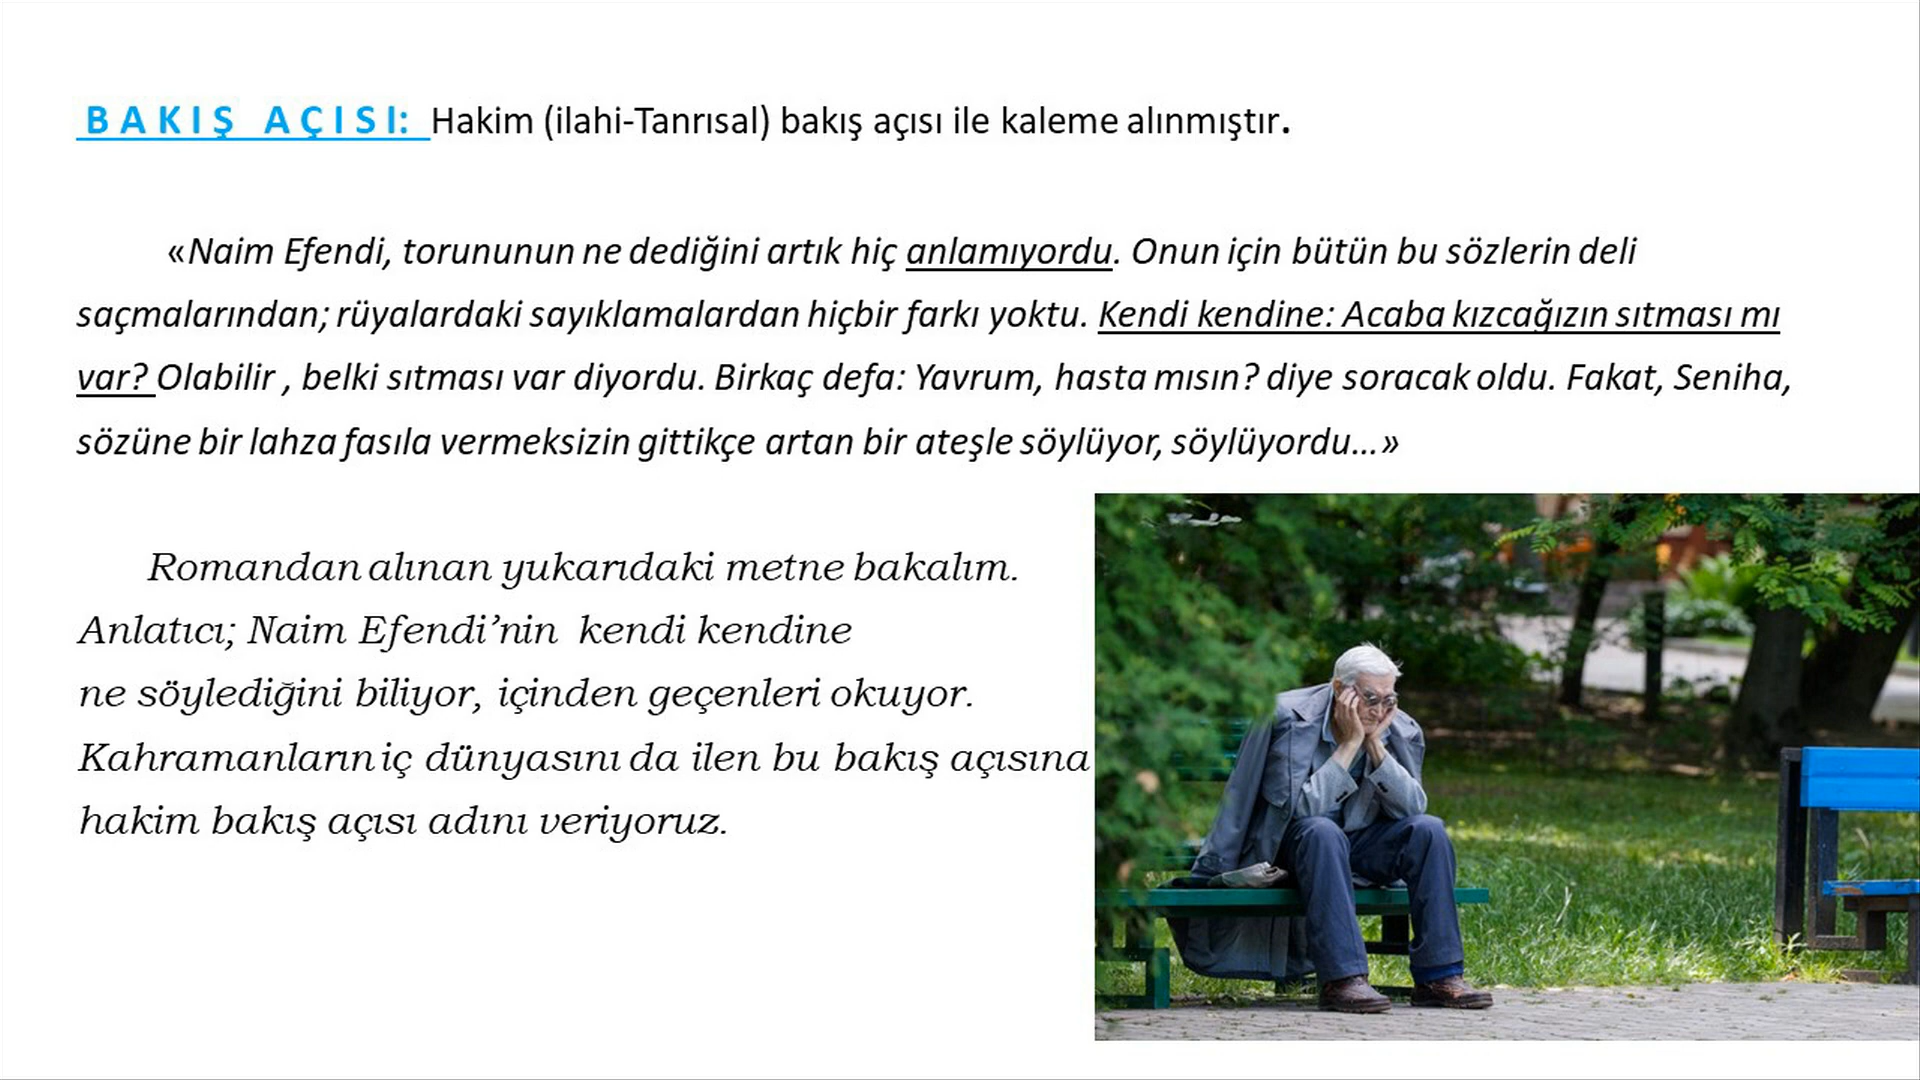 BAKIŞ AÇISI: Hakim (ilahi-Tanrısal) bakış açısı ile kaleme alınmıştır.
«Naim Efendi, torununun ne dediğini artık hiç anlamıyordu. Onun için bütün bu sözlerin deli
saçmalarından; rüyalardaki sayıklamalardan hiçbir farkı yoktu. Kendi kendine: Acaba kızcağızın sıtması mı
var? Olabilir , belki sıtması var diyordu. Birkaç defa: Yavrum, hasta mısın? diye soracak oldu. Fakat, Seniha,
sözüne bir lahza fasıla vermeksizin gittikçe artan bir ateşle söylüyor, söylüyordu...»
Romandan alınan yukarıdaki metne bakalım.
Anlatıcı; Naim Efendi’nin kendi kendine
ne söylediğini biliyor, içinden geçenleri okuyor.
Kahramanların iç dünyasını da ilen bu bakış açısına
hakim bakış açısı adını veriyoruz.